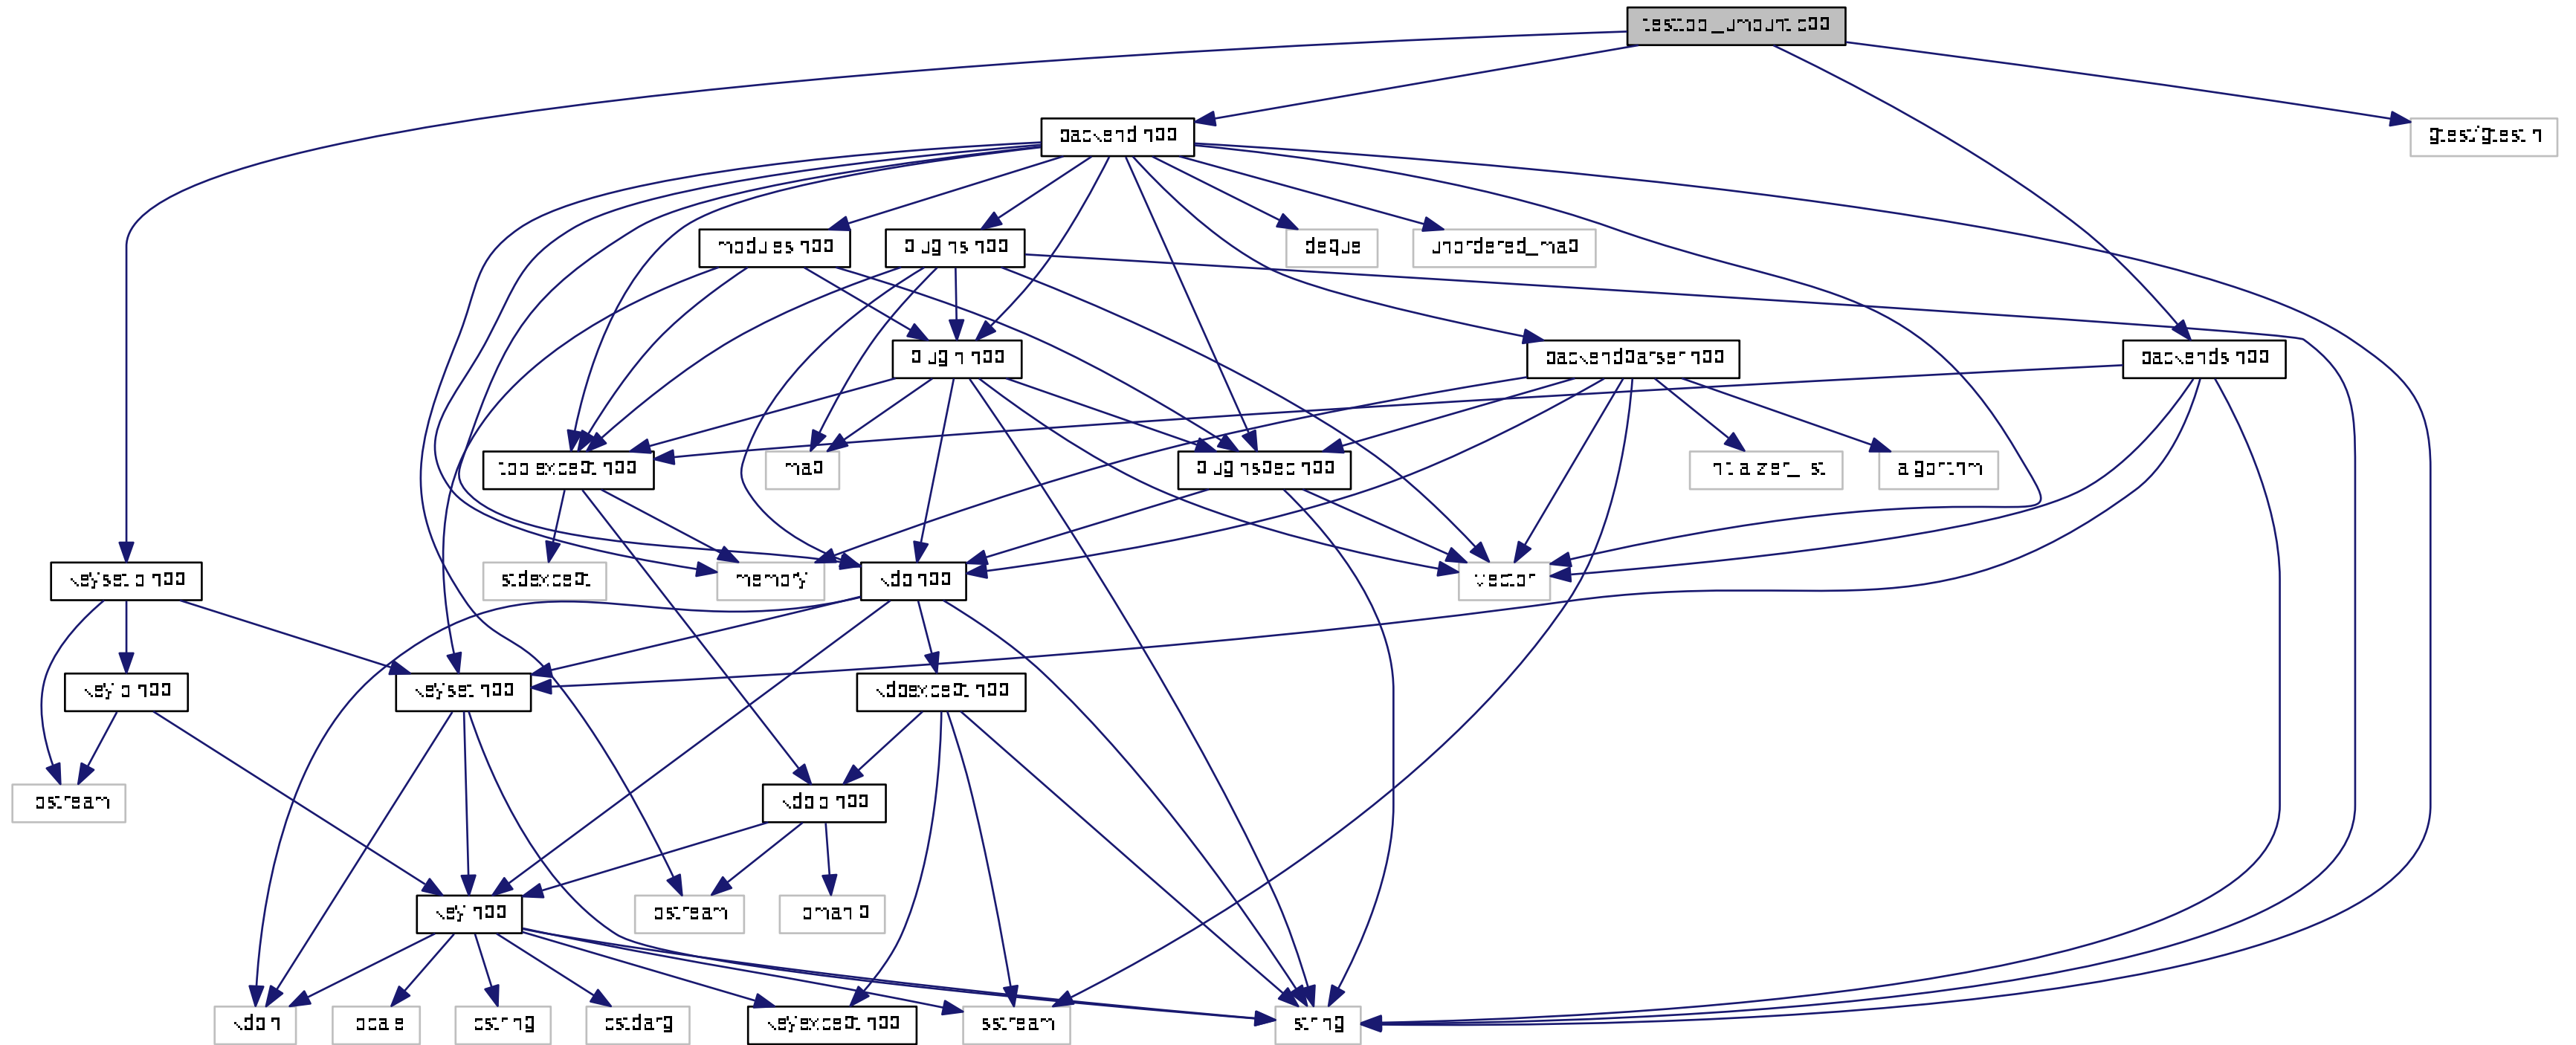 testtool_umount.cpp
backend.hpp
gtest/gtest.h
modules.hpp
plugins.hpp
deque
unordered_map
plugin.hpp
backendparser.hpp
backends.hpp
toolexcept.hpp
map
pluginspec.hpp
initializer_list
algorithm
keysetio.hpp
stdexcept
memory
kdb.hpp
vector
keyio.hpp
keyset.hpp
kdbexcept.hpp
iostream
kdbio.hpp
key.hpp
ostream
iomanip
kdb.h
locale
cstring
cstdarg
keyexcept.hpp
sstream
string